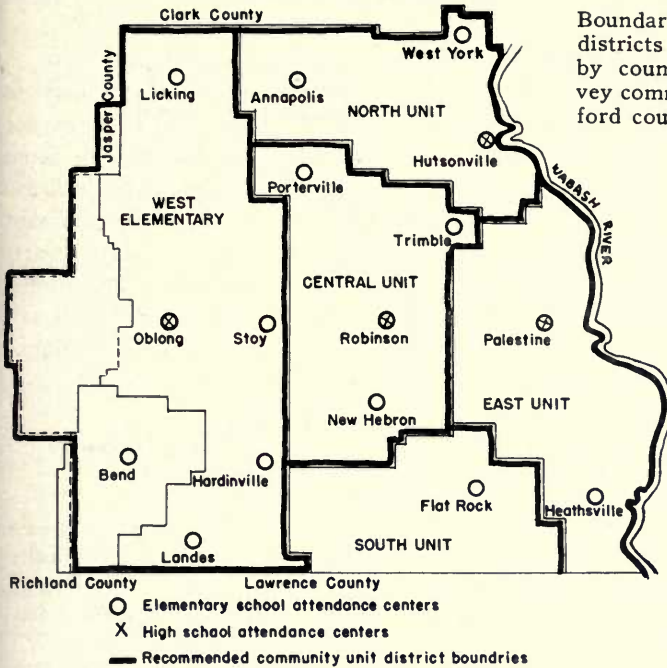 Clark County
Boundar
districts
by coun
vey comm
ford cou
West York
Jasper County
Licking
Annapolis
NORTH UNIT
Hutsonville
WABASH RIVER
Porterville
WEST
ELEMENTARY
Trimble
CENTRAL UNIT
Oblong
Stoy
Robinson
Palestine
New Hebron
EAST UNIT
Bend
Hardinville
Flat Rock
Heathsville
Landes
SOUTH UNIT
Richland County
Lawrence County
O Elementary school attendance centers
X High school attendance centers
Recommended community unit district boundries